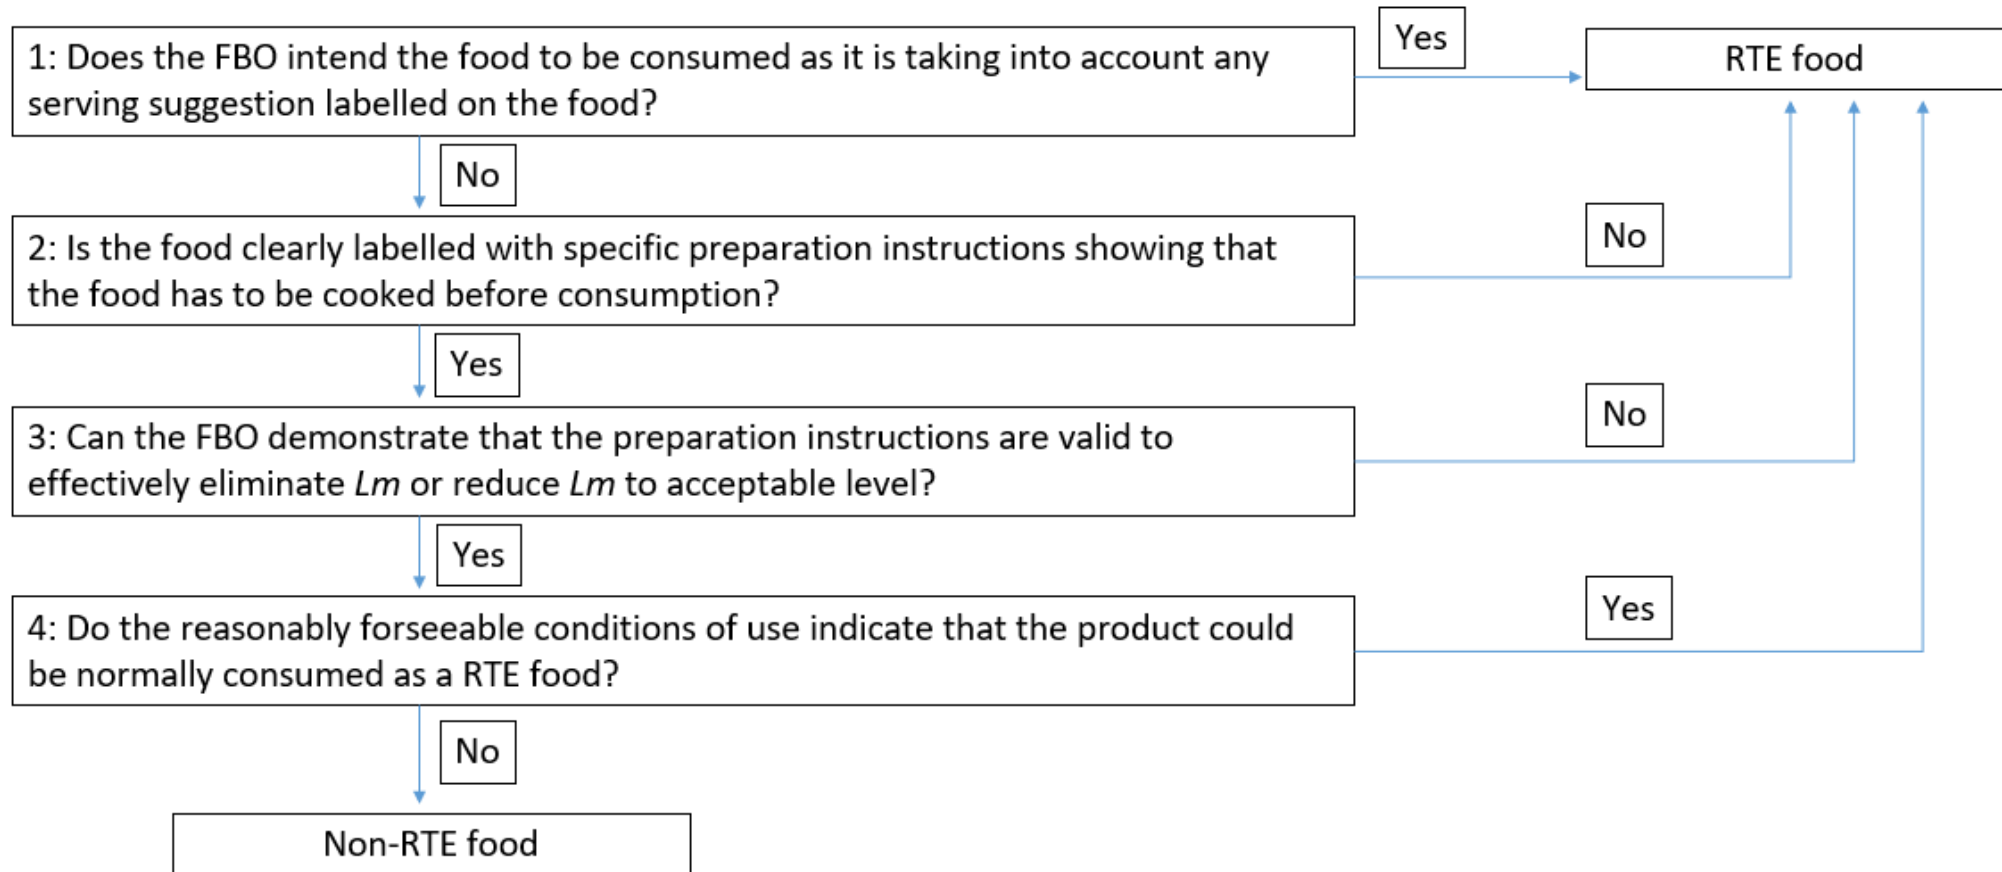 1: Does the FBO intend the food to be consumed as it is taking into account any
serving suggestion labelled on the food?
Yes
RTE food
No
2: Is the food clearly labelled with specific preparation instructions showing that
the food has to be cooked before consumption?
No
Yes
3: Can the FBO demonstrate that the preparation instructions are valid to
effectively eliminate Lm or reduce Lm to acceptable level?
No
Yes
4: Do the reasonably forseeable conditions of use indicate that the product could
be normally consumed as a RTE food?
Yes
No
Non-RTE food